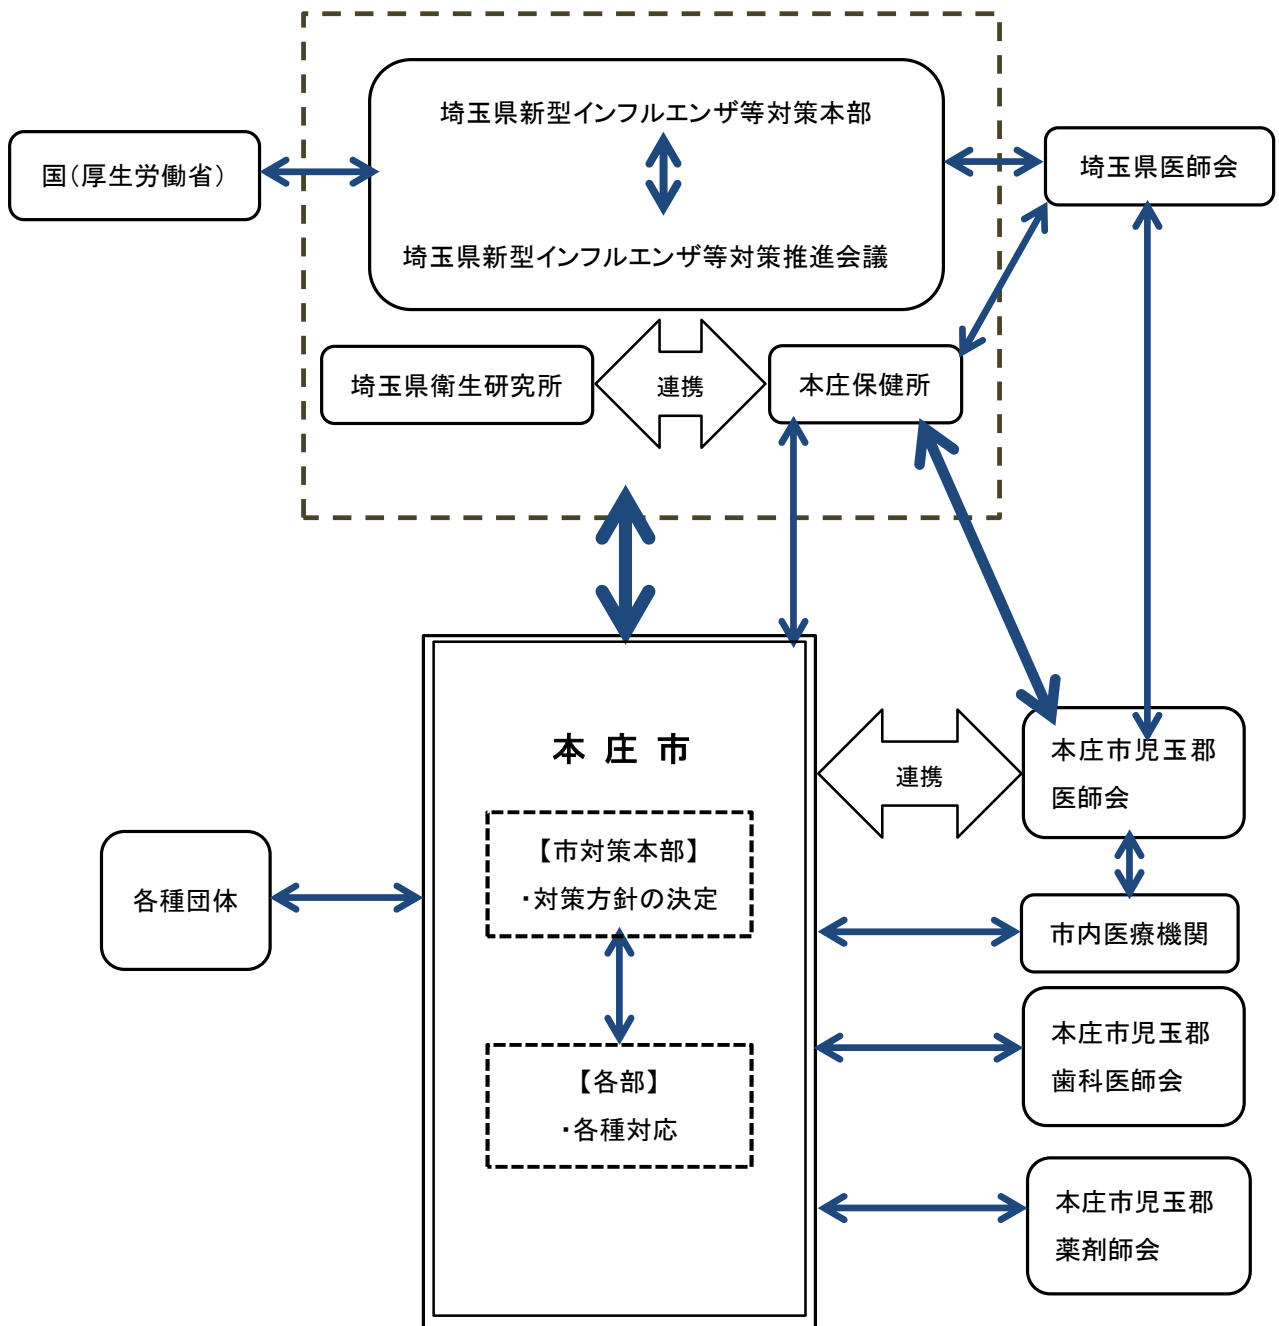 埼玉県新型インフルエンザ等対策本部
国(厚生労働省)
埼玉県医師会
埼玉県新型インフルエンザ等対策推進会議
埼玉県衛生研究所
連携
本庄保健所
本 庄 市
連携
本庄市児玉郡
医師会
【市対策本部】
・対策方針の決定
各種団体
市内医療機関
本庄市児玉郡
歯科医師会
【各部】
・各種対応
本庄市児玉郡
薬剤師会